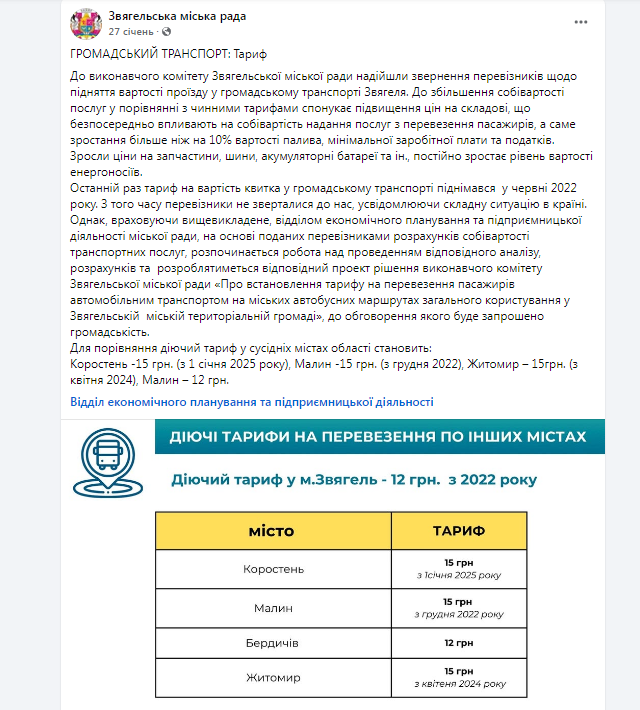 Звягельська міська рада
27 січень ·
ГРОМАДСЬКИЙ ТРАНСПОРТ: Тариф
До виконавчого комітету Звягельської міської ради надійшли звернення перевізників щодо
підняття вартості проїзду у громадському транспорті Звягеля. До збільшення собівартості
послуг у порівнянні з чинними тарифами спонукає підвищення цін на складові, що
безпосередньо впливають на собівартість надання послуг з перевезення пасажирів, а саме
зростання більше ніж на 10% вартості палива, мінімальної заробітної плати та податків.
Зросли ціни на запчастини, шини, акумуляторні батареї та ін., постійно зростає рівень вартості
енергоносіїв.
Останній раз тариф на вартість квитка у громадському транспорті піднімався у червні 2022
року. З того часу перевізники не зверталися до нас, усвідомлюючи складну ситуацію в країні.
Однак, враховуючи вищевикладене, відділом економічного планування та підприємницької
діяльності міської ради, на основі поданих перевізниками розрахунків собівартості
транспортних послуг, розпочинається робота над проведенням відповідного аналізу,
розрахунків та розроблятиметься відповідний проект рішення виконавчого комітету
Звягельської міської ради «Про встановлення тарифу на перевезення пасажирів
автомобільним транспортом на міських автобусних маршрутах загального користування у
Звягельській міській територіальній громаді», до обговорення якого буде запрошено
громадськість.
Для порівняння діючий тариф у сусідніх містах області становить:
Коростень -15 грн. (з 1 січня 2025 року), Малин -15 грн. (з грудня 2022), Житомир – 15грн. (з
квітня 2024), Малин – 12 грн.
Відділ економічного планування та підприємницької діяльності
ДІЮЧІ ТАРИФИ НА ПЕРЕВЕЗЕННЯ ПО ІНШИХ МІСТАХ
Діючий тариф у м.Звягель - 12 грн. з 2022 року
місто ТАРИФ
Коростень 15 грн
з 1січня 2025 року
Малин 15 грн
з грудня 2022 року
Бердичів 12 грн
Житомир 15 грн
з квітеня 2024 року